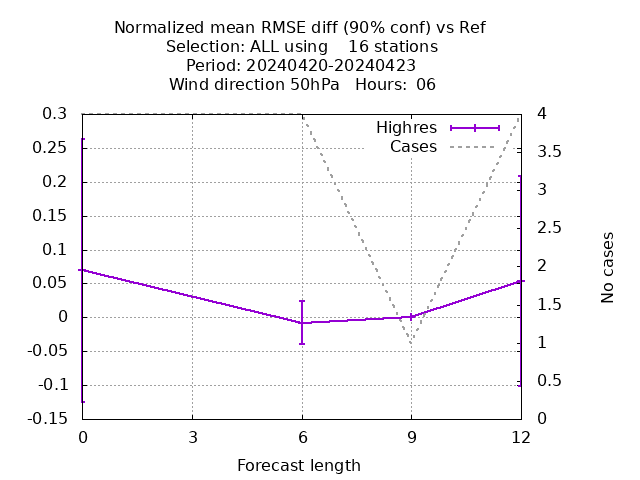 Normalized mean RMSE diff (90% conf) vs Ref
Selection: ALL using    16 stations
Period: 20240420-20240423
Wind direction 50hPa   Hours:  06
Highres
Cases
0.3
0.25
0.2
0.15
0.1
0.05
0
-0.05
-0.1
-0.15
4
3.5
3
2.5
2
1.5
1
0.5
0
No cases
0 3 6 9 12
Forecast length